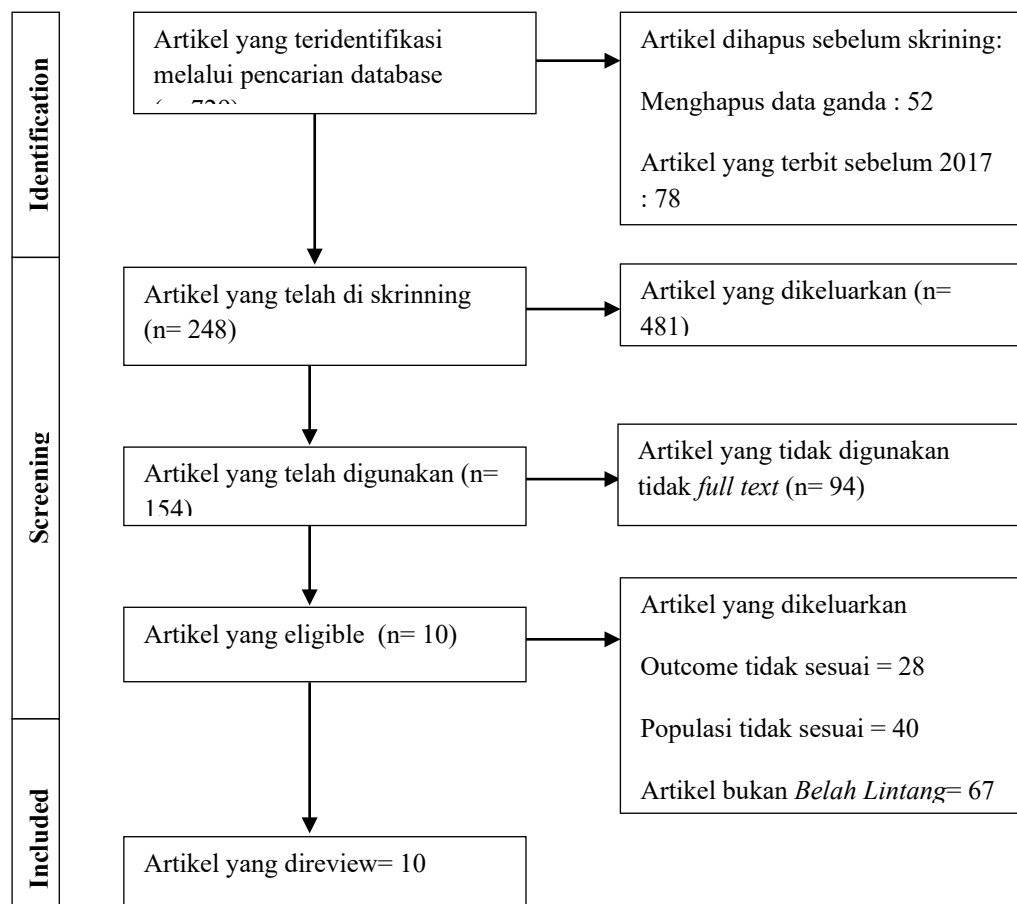 Identification
Artikel yang teridentifikasi
melalui pencarian database
Artikel dihapus sebelum skrining:
Menghapus data ganda : 52
Artikel yang terbit sebelum 2017
: 78
Screening
Artikel yang telah di skrinning
(n= 248)
Artikel yang dikeluarkan (n=
481)
Artikel yang telah digunakan (n=
154)
Artikel yang tidak digunakan
tidak full text (n= 94)
Artikel yang eligible (n= 10)
Artikel yang dikeluarkan
Outcome tidak sesuai = 28
Populasi tidak sesuai = 40
Artikel bukan Belah Lintang= 67
Included
Artikel yang direview= 10